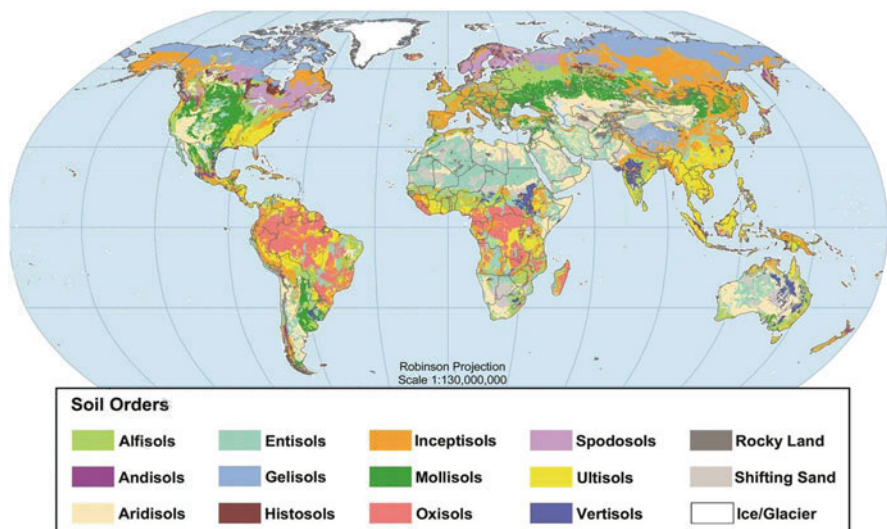 Robinson Projection
Scale 1:130,000,000
Soil Orders
Alfisols Entisols Inceptisols Spodosols Rocky Land
Andisols Gelisols Mollisols Ultisols Shifting Sand
Aridisols Histosols Oxisols Vertisols Ice/Glacier